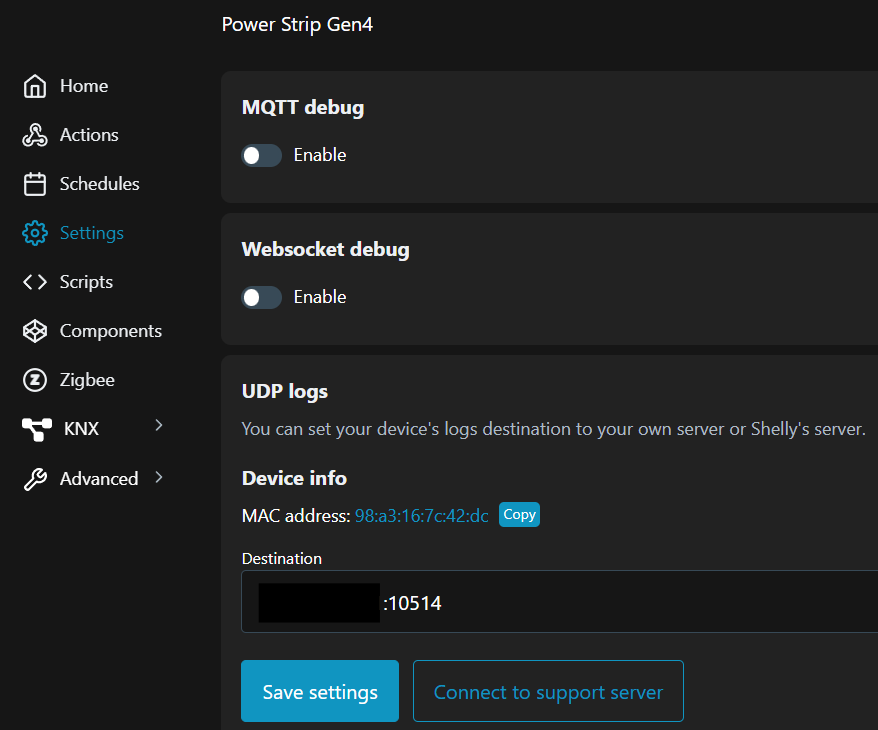 Power Strip Gen4
Home
Actions
Schedules
Settings
Scripts
Components
Zigbee
KNX
Advanced
MQTT debug
Enable
Websocket debug
Enable
UDP logs
You can set your device's logs destination to your own server or Shelly's server.
Device info
MAC address: 98:a3:16:7c:42:dc Copy
Destination
:10514
Save settings
Connect to support server